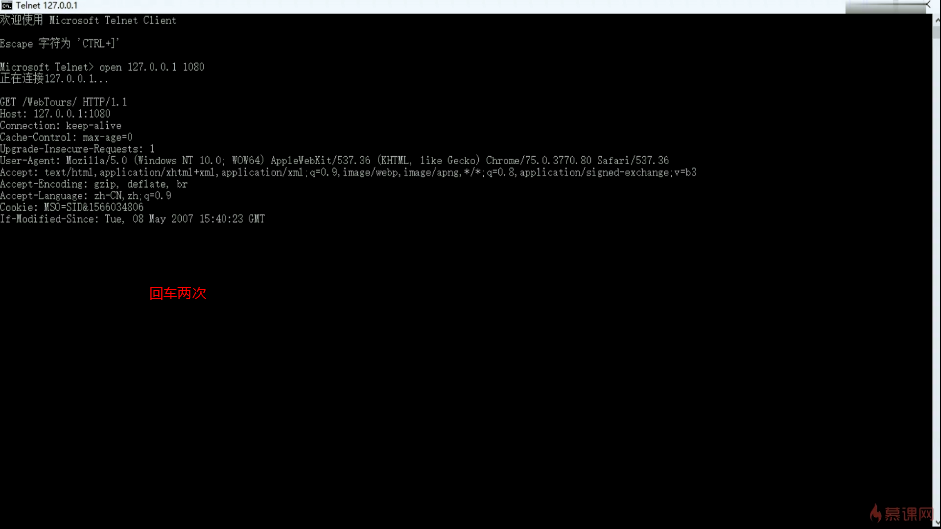 Telnet 127.0.0.1
欢迎使用 Microsoft Telnet Client
Escape 字符为 'CTRL+]'
Microsoft Telnet> open 127.0.0.1 1080
正在连接127.0.0.1...
GET /WebTours/ HTTP/1.1
Host: 127.0.0.1:1080
Connection: keep-alive
Cache-Control: max-age=0
Upgrade-Insecure-Requests: 1
User-Agent: Mozilla/5.0 (Windows NT 10.0; WOW64) AppleWebKit/537.36 (KHTML, like Gecko) Chrome/75.0.3770.80 Safari/537.36
Accept: text/html,application/xhtml+xml,application/xml;q=0.9,image/webp,image/apng,*/*;q=0.8,application/signed-exchange;v=b3
Accept-Encoding: gzip, deflate, br
Accept-Language: zh-CN,zh;q=0.9
Cookie: MSO=SID&1566034806
If-Modified-Since: Tue, 08 May 2007 15:40:23 GMT
回车两次
慕课网